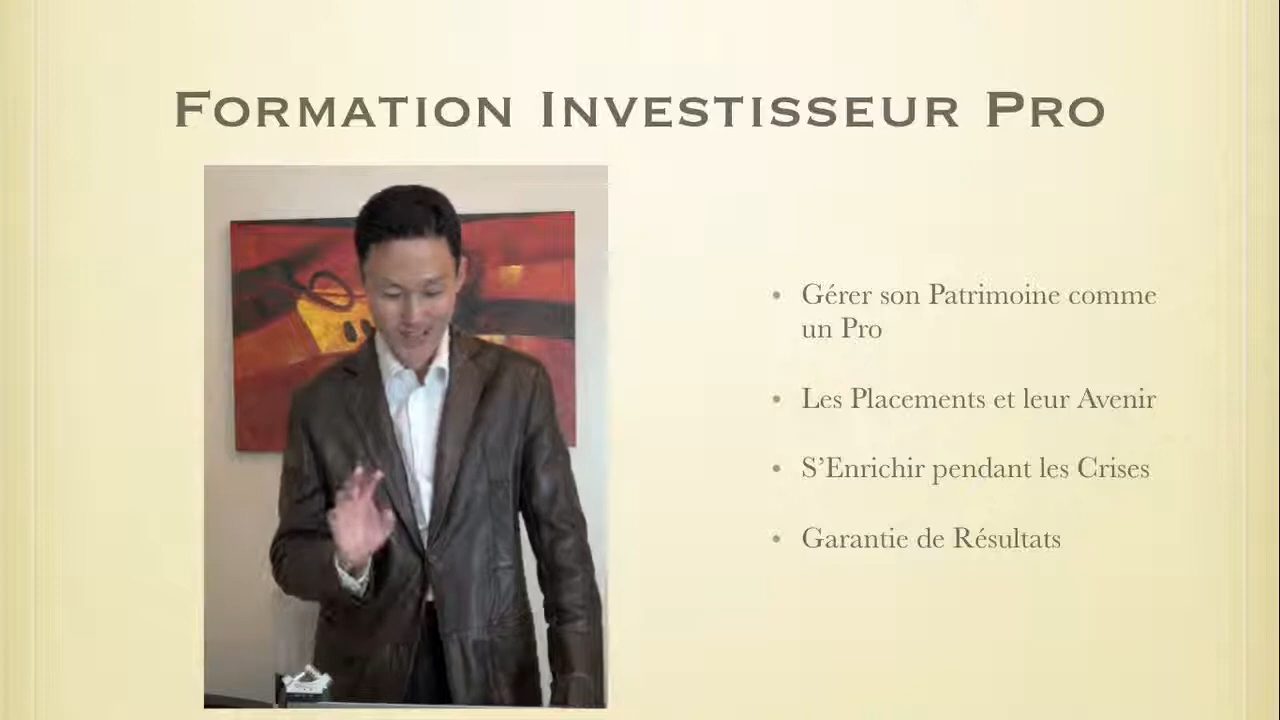 Formation Investisseur Pro
• Gérer son Patrimoine comme
un Pro
• Les Placements et leur Avenir
• S’Enrichir pendant les Crises
• Garantie de Résultats